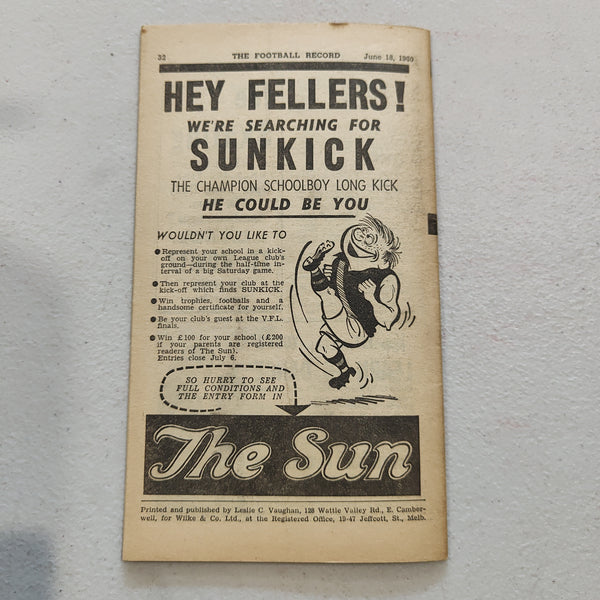 32 THE FOOTBALL RECORD June 18, 1960
HEY FELLERS!
WE'RE SEARCHING FOR
SUNKICK
THE CHAMPION SCHOOLBOY LONG KICK
HE COULD BE YOU
WOULDN'T YOU LIKE TO
● Represent your school in a kick-
off on your own League club's
ground—during the half-time in-
terval of a big Saturday game.
● Then represent your club at the
kick-off which finds SUNKICK.
● Win trophies, footballs and a
handsome certificate for yourself.
● Be your club's guest at the V.F.L.
finals.
● Win £100 for your school (£200
if your parents are registered
readers of The Sun).
Entries close July 6.
SO HURRY TO SEE
FULL CONDITIONS AND
THE ENTRY FORM IN
The Sun
Printed and published by Leslie C. Vaughan, 128 Wattle Valley Rd., E. Camber-
well, for Wilke & Co. Ltd., at the Registered Office, 19-47 Jeffcott, St., Melb.